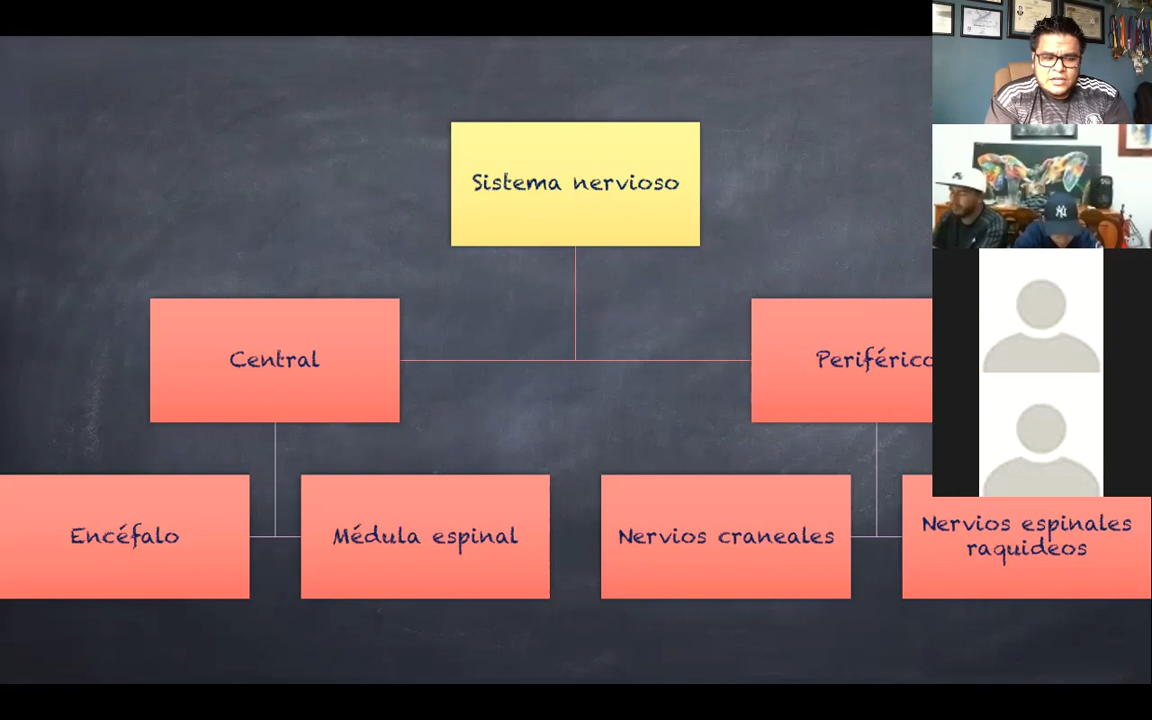 Sistema nervioso
Central
Periférico
Encéfalo
Médula espinal
Nervios craneales
Nervios espinales
raquideos